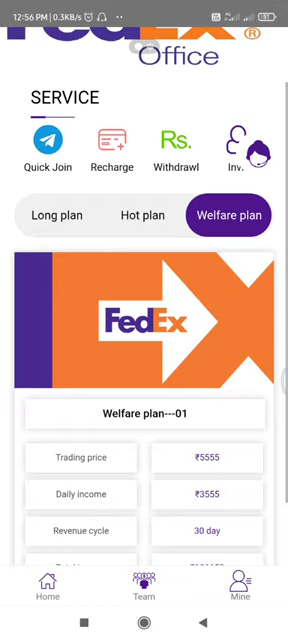 12:56 PM | 0.3KB/s
FedEx®
Office
SERVICE
Quick Join
Recharge
Rs.
Withdrawl
Long plan
Hot plan
Welfare plan
FedEx
Welfare plan---01
Trading price
₹5555
Daily income
₹3555
Revenue cycle
30 day
Home
Team
Mine